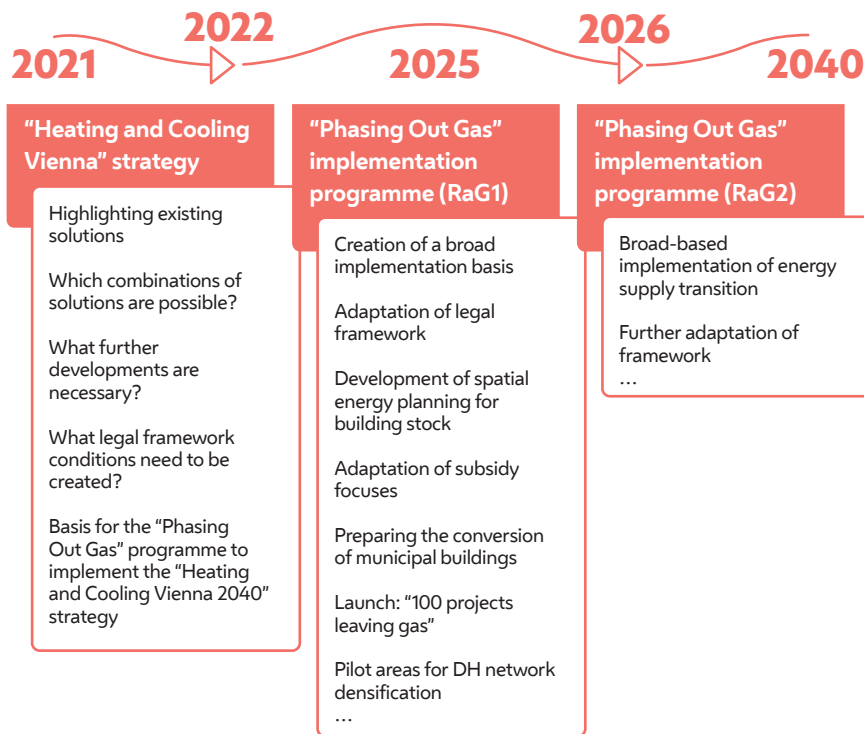 2021
2022
2025
2026
2040
“Heating and Cooling
Vienna” strategy
Highlighting existing
solutions
Which combinations of
solutions are possible?
What further
developments are
necessary?
What legal framework
conditions need to be
created?
Basis for the “Phasing
Out Gas” programme to
implement the “Heating
and Cooling Vienna 2040”
strategy
“Phasing Out Gas”
implementation
programme (RaG1)
Creation of a broad
implementation basis
Adaptation of legal
framework
Development of spatial
energy planning for
building stock
Adaptation of subsidy
focuses
Preparing the conversion
of municipal buildings
Launch: “100 projects
leaving gas”
Pilot areas for DH network
densification
…
“Phasing Out Gas”
implementation
programme (RaG2)
Broad-based
implementation of energy
supply transition
Further adaptation of
framework
…